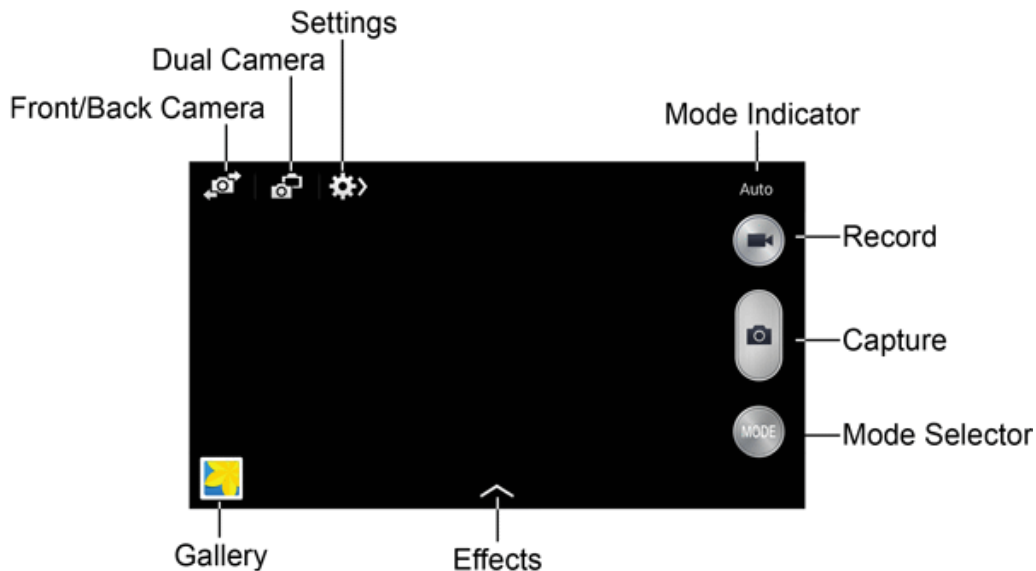 Settings
Dual Camera
Front/Back Camera
Mode Indicator
Auto
Record
Capture
MODE
Mode Selector
Gallery
Effects